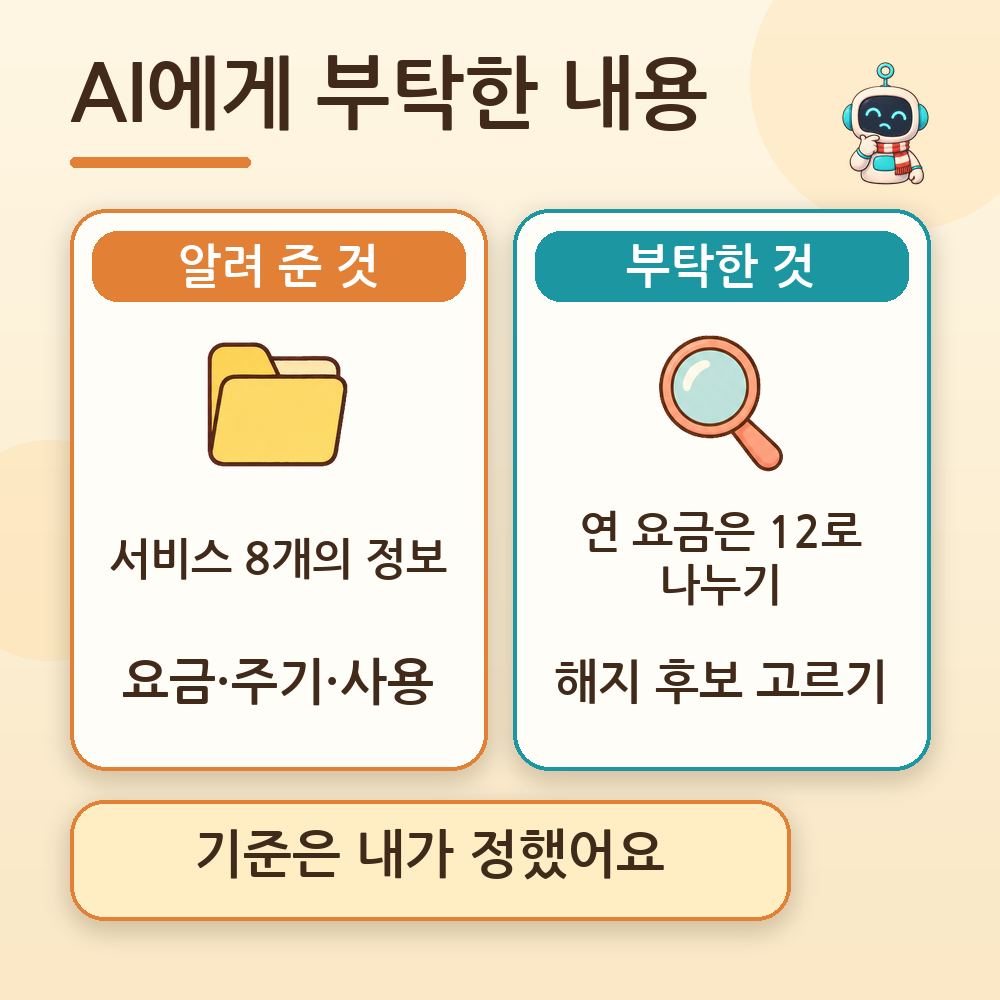 AI에게 부탁한 내용
알려 준 것
서비스 8개의 정보
요금·주기·사용
부탁한 것
연 요금은 12로
나누기
해지 후보 고르기
기준은 내가 정했어요